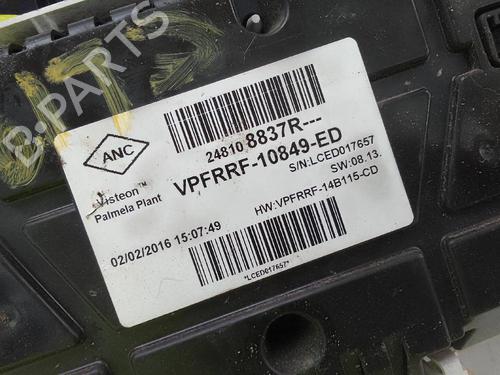 B-PARTS
ANC
24810 8837R---
VPFRRF-10849-ED
Visteon™
Palmela Plant
S/N:LCED017657
SW:08.13.
HW:VPFRRF-14B115-CD
02/02/2016 15:07:49
*LCED017657*